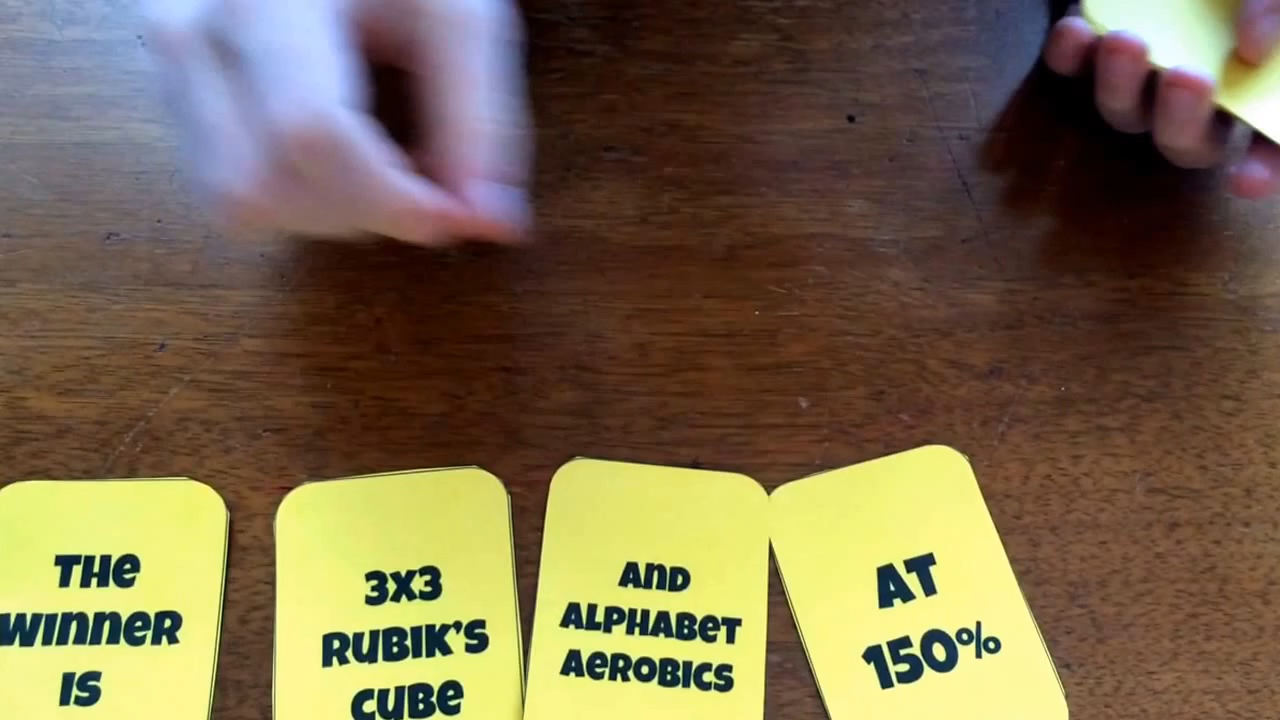 THE
WINNER
IS
3X3
RUBIK'S
CUBE
AND
ALPHABET
AEROBICS
AT
150%